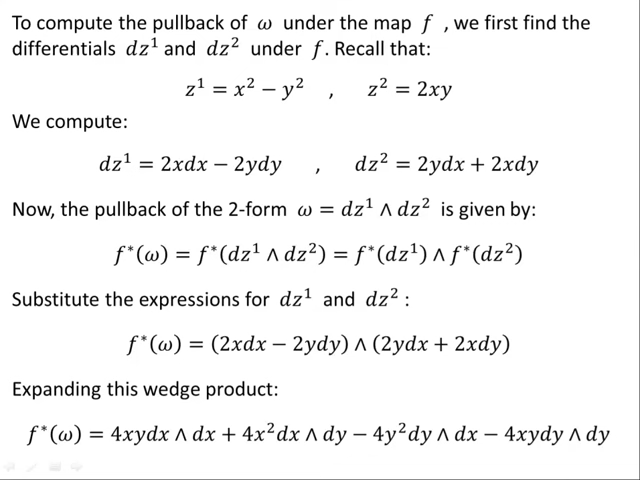 To compute the pullback of ω under the map f , we first find the
differentials dz¹ and dz² under f. Recall that:
z¹ = x² − y² , z² = 2xy
We compute:
dz¹ = 2xdx − 2ydy , dz² = 2ydx + 2xdy
Now, the pullback of the 2-form ω = dz¹ ∧ dz² is given by:
f*(ω) = f*(dz¹ ∧ dz²) = f*(dz¹) ∧ f*(dz²)
Substitute the expressions for dz¹ and dz² :
f*(ω) = (2xdx − 2ydy) ∧ (2ydx + 2xdy)
Expanding this wedge product:
f*(ω) = 4xydx ∧ dx + 4x²dx ∧ dy − 4y²dy ∧ dx − 4xydy ∧ dy